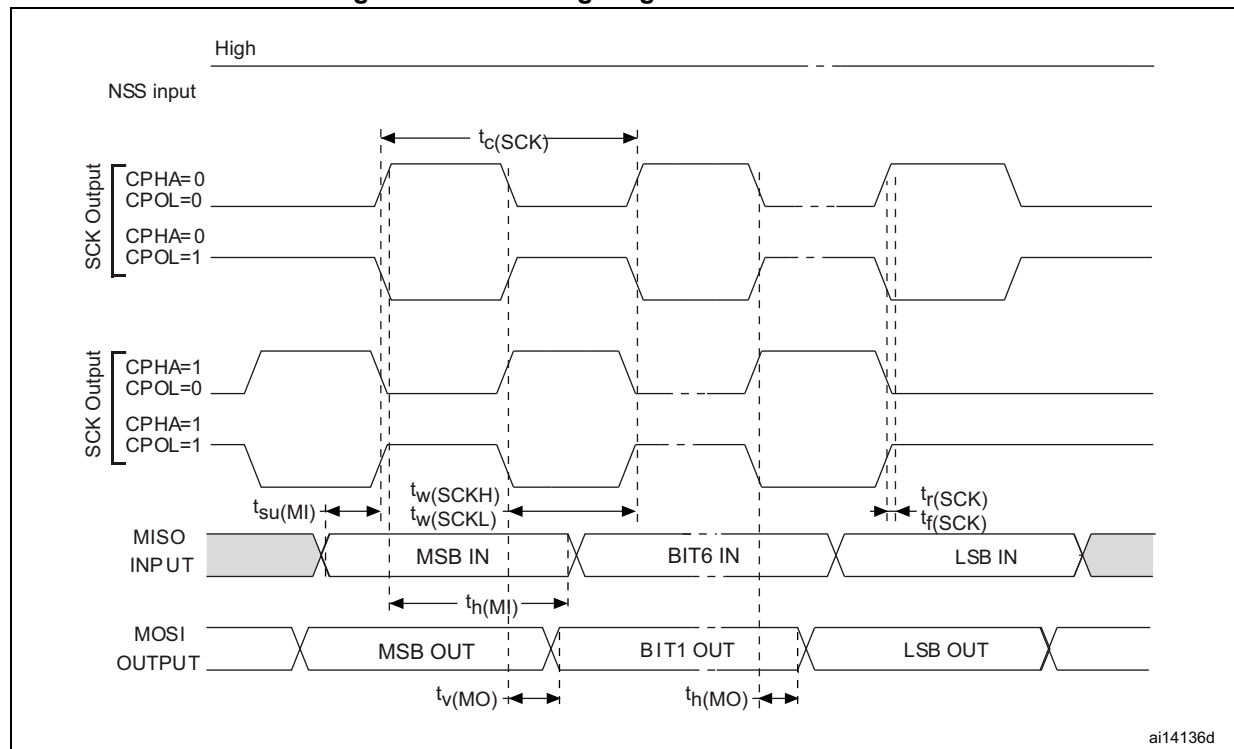 High
NSS input
tc(SCK)
SCK Output
CPHA=0
CPOL=0
CPHA=0
CPOL=1
SCK Output
CPHA=1
CPOL=0
CPHA=1
CPOL=1
tsu(MI)
tw(SCKH)
tw(SCKL)
tr(SCK)
tf(SCK)
MISO
INPUT
MSB IN
BIT6 IN
LSB IN
th(MI)
MOSI
OUTPUT
MSB OUT
BIT1 OUT
LSB OUT
tv(MO)
th(MO)
ai14136d